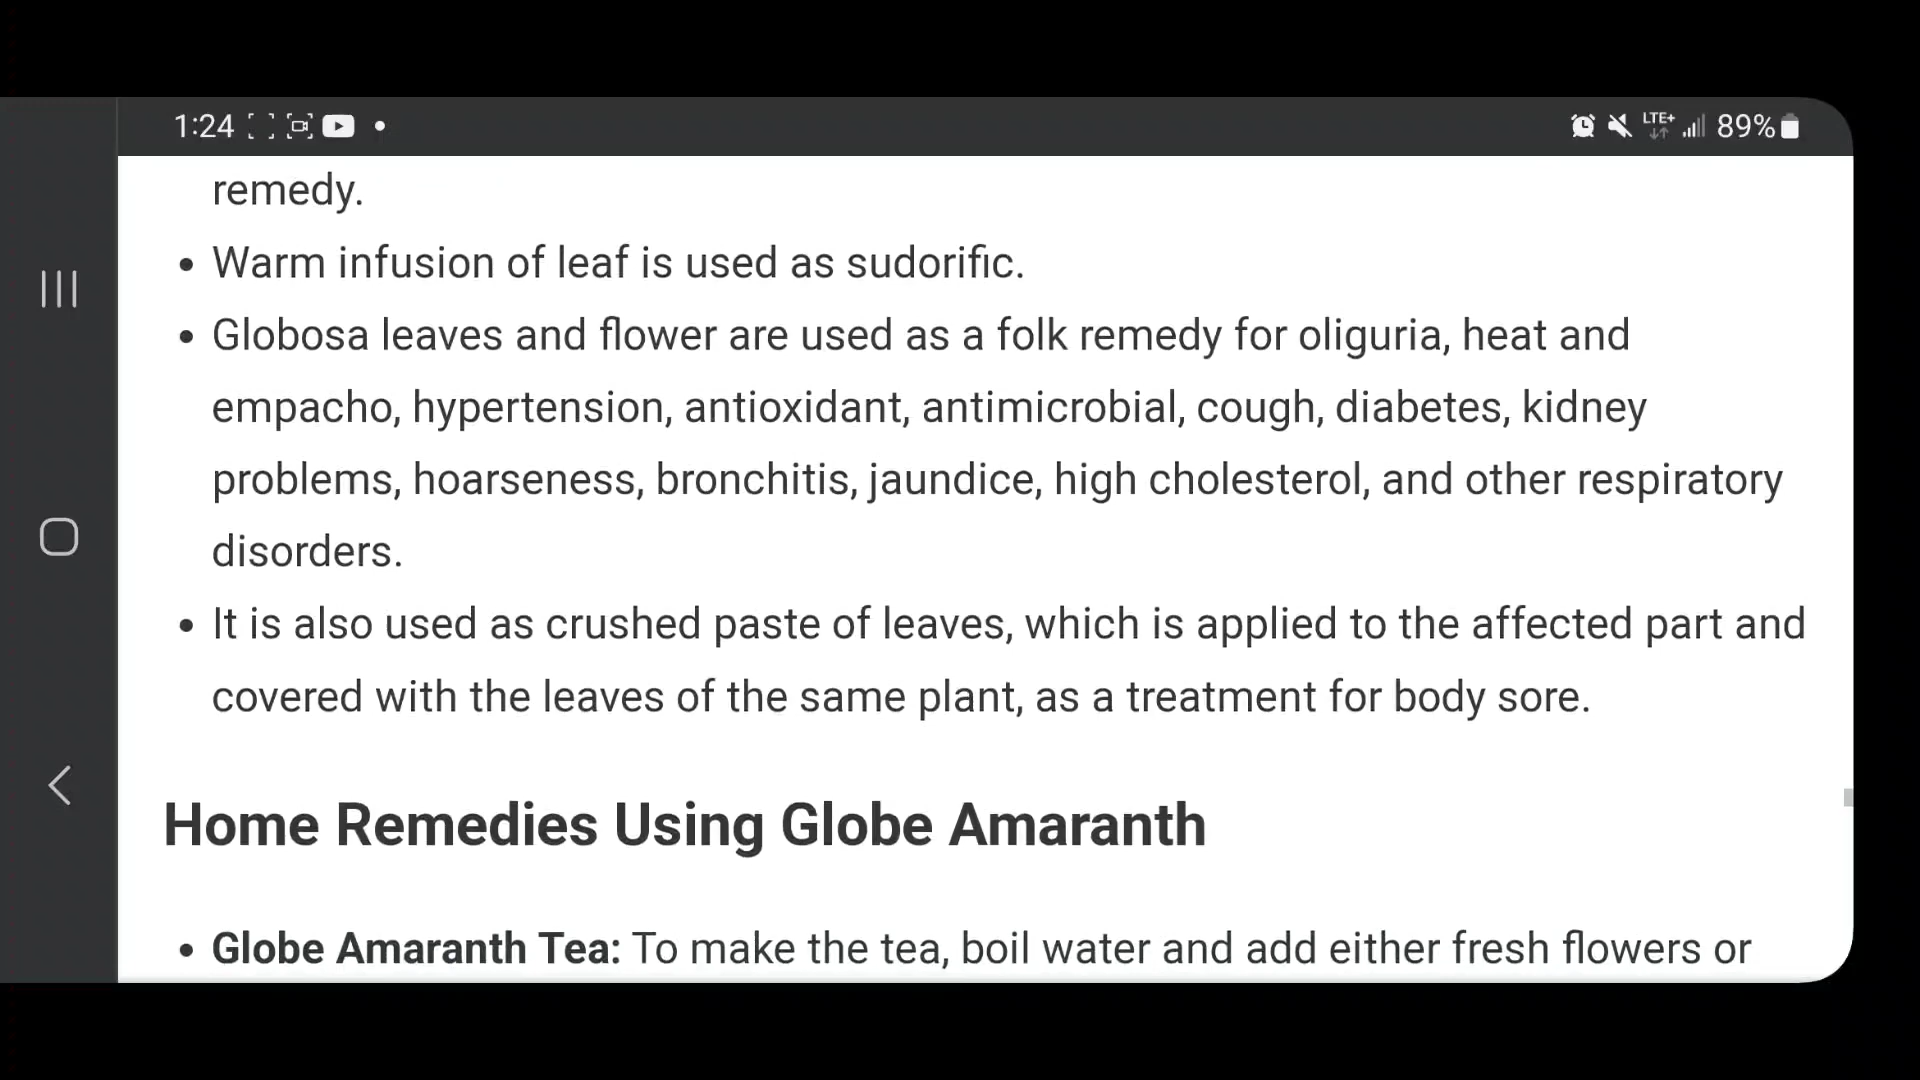 1:24 LTE+ 89%
remedy.
• Warm infusion of leaf is used as sudorific.
• Globosa leaves and flower are used as a folk remedy for oliguria, heat and
empacho, hypertension, antioxidant, antimicrobial, cough, diabetes, kidney
problems, hoarseness, bronchitis, jaundice, high cholesterol, and other respiratory
disorders.
• It is also used as crushed paste of leaves, which is applied to the affected part and
covered with the leaves of the same plant, as a treatment for body sore.
Home Remedies Using Globe Amaranth
• Globe Amaranth Tea: To make the tea, boil water and add either fresh flowers or